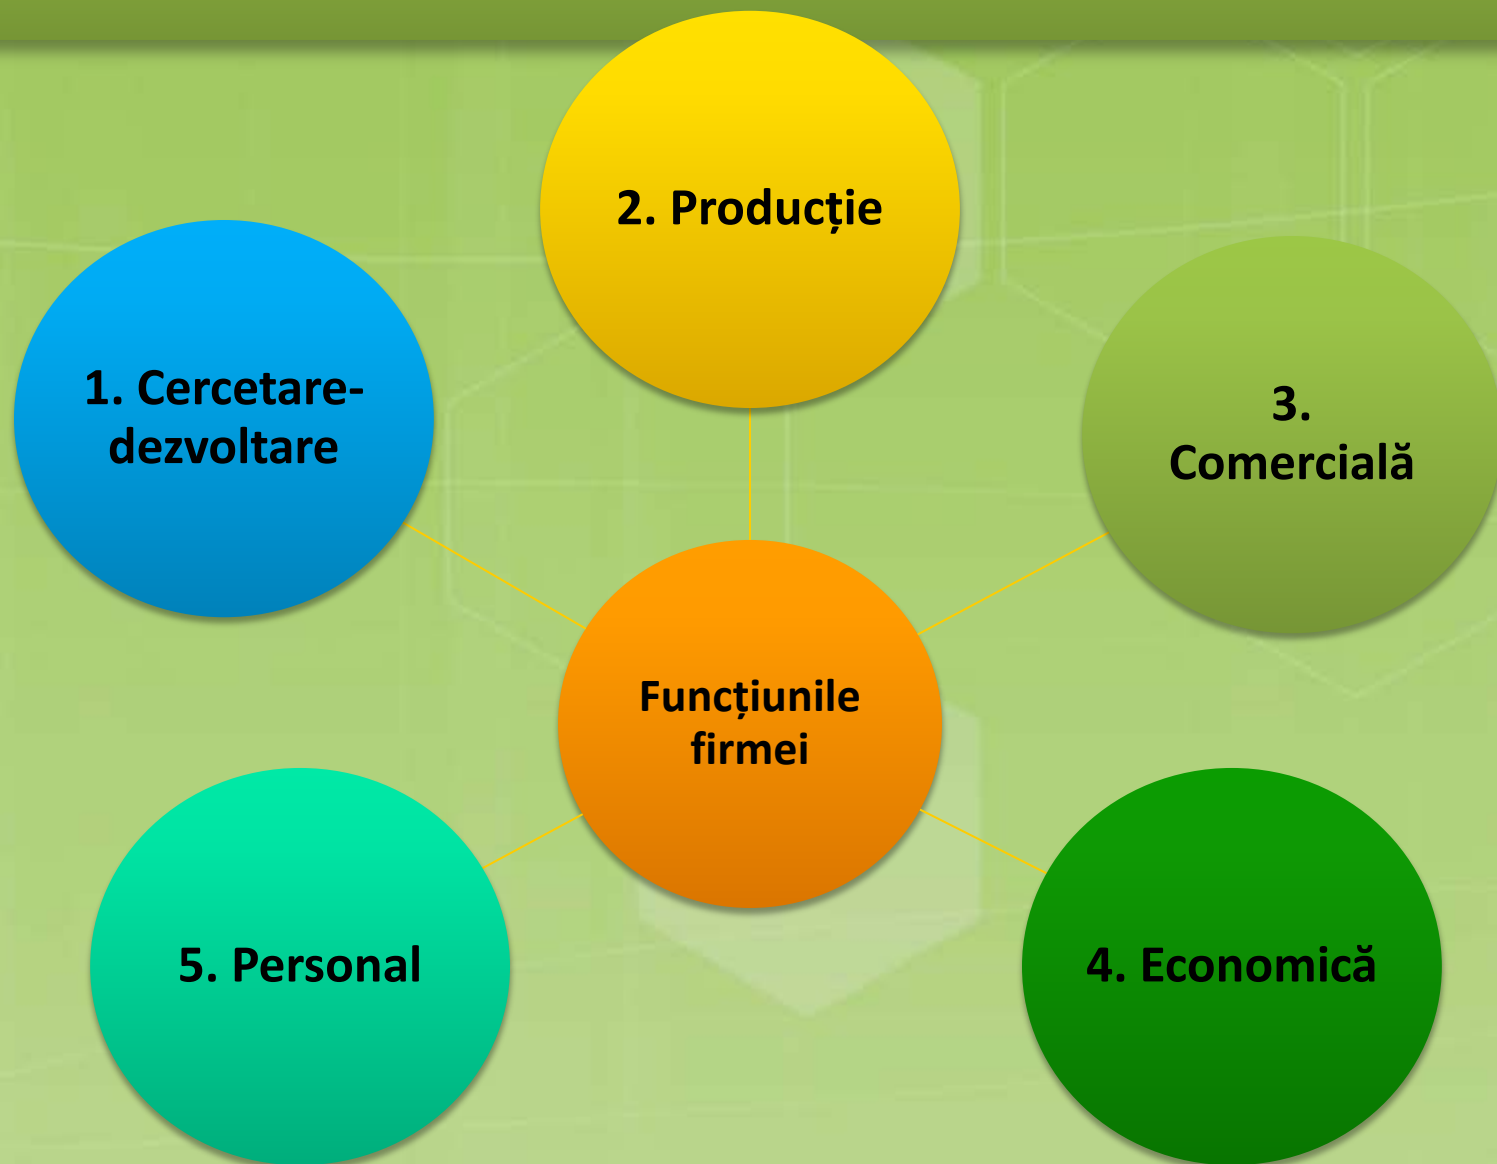 1. Cercetare-
dezvoltare
2. Producție
3.
Comercială
Funcțiunile
firmei
4. Economică
5. Personal